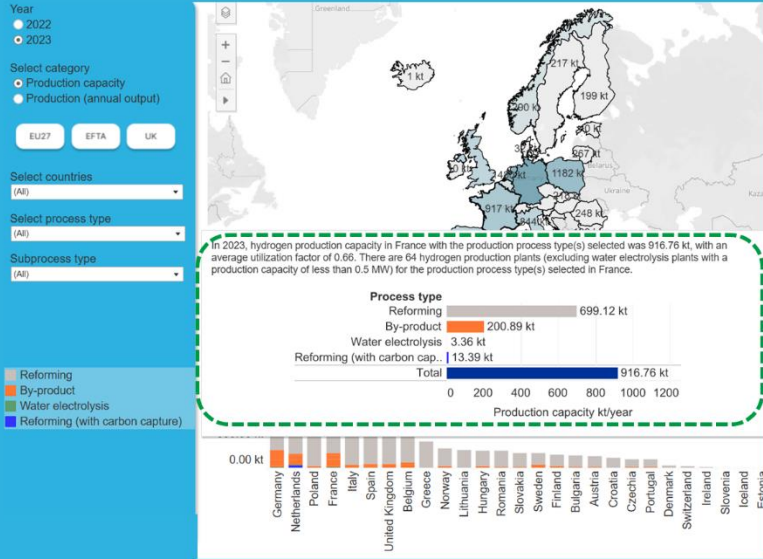 Year
2022
2023
Select category
Production capacity
Production (annual output)
EU27
EFTA
UK
Select countries
(All)
Select process type
(All)
Subprocess type
(All)
Reforming
By-product
Water electrolysis
Reforming (with carbon capture)
Greenland
1 kt
217 kt
199 kt
267 kt
1182 kt
Belarus
Ukraine
917 kt
248 kt
In 2023, hydrogen production capacity in France with the production process type(s) selected was 916.76 kt, with an
average utilization factor of 0.66. There are 64 hydrogen production plants (excluding water electrolysis plants with a
production capacity of less than 0.5 MW) for the production process type(s) selected in France.
Process type
Reforming 699.12 kt
By-product 200.89 kt
Water electrolysis 3.36 kt
Reforming (with carbon cap.. 13.39 kt
Total 916.76 kt
0 200 400 600 800 1000 1200
Production capacity kt/year
0.00 kt
Germany
Netherlands
Poland
France
Italy
Spain
United Kingdom
Belgium
Greece
Norway
Lithuania
Hungary
Romania
Slovakia
Sweden
Finland
Bulgaria
Austria
Croatia
Czechia
Portugal
Denmark
Switzerland
Ireland
Slovenia
Iceland
Estonia